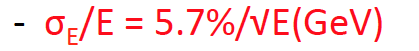 - σE/E = 5.7%/√E(GeV)